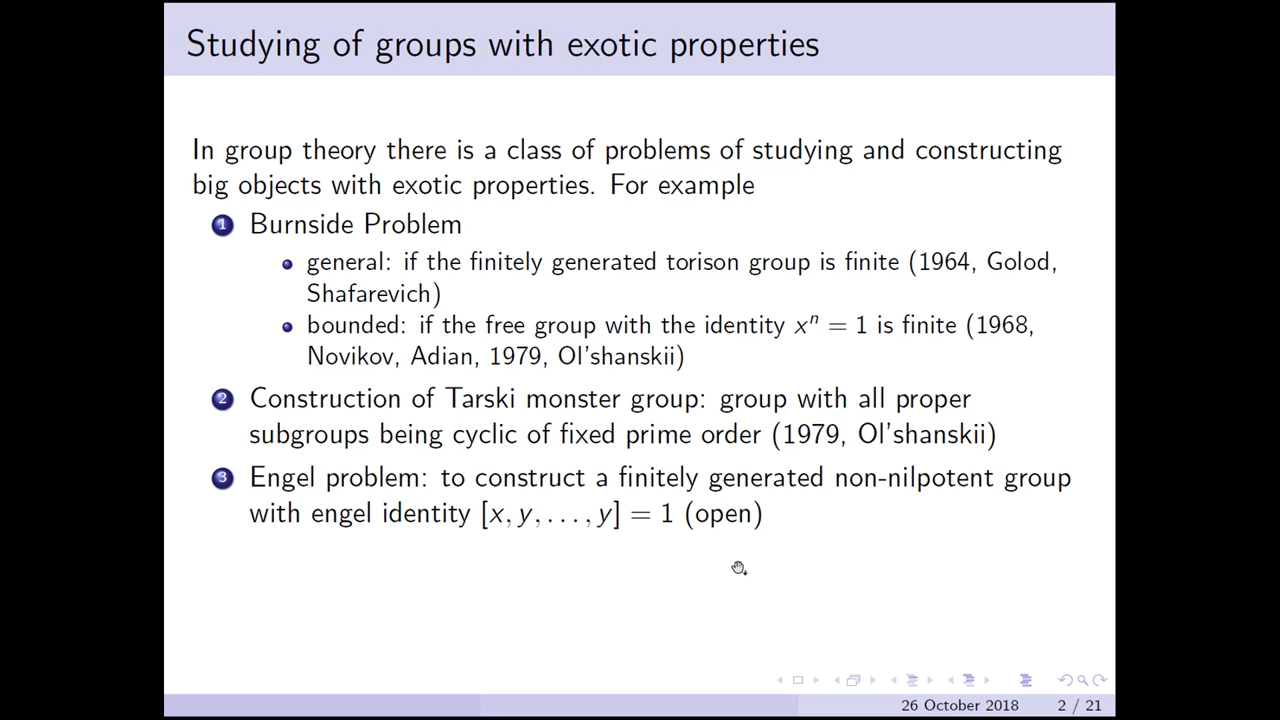 Studying of groups with exotic properties
In group theory there is a class of problems of studying and constructing
big objects with exotic properties. For example
1 Burnside Problem
general: if the finitely generated torison group is finite (1964, Golod,
Shafarevich)
bounded: if the free group with the identity xⁿ = 1 is finite (1968,
Novikov, Adian, 1979, Ol'shanskii)
2 Construction of Tarski monster group: group with all proper
subgroups being cyclic of fixed prime order (1979, Ol'shanskii)
3 Engel problem: to construct a finitely generated non-nilpotent group
with engel identity [x, y, . . . , y] = 1 (open)
26 October 2018 2 / 21